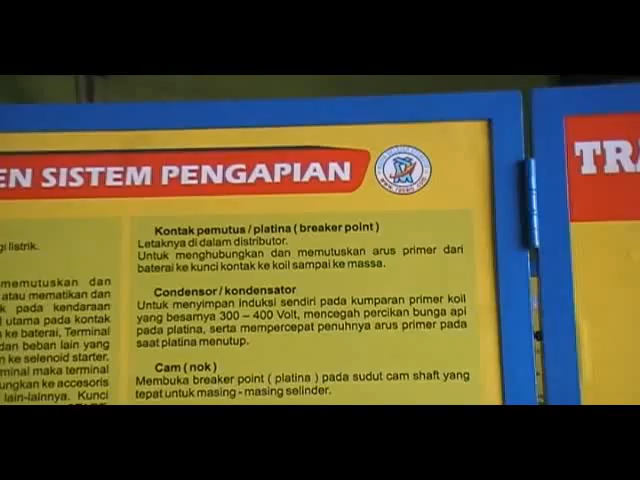 EN SISTEM PENGAPIAN
TRA
gi listrik.
memutuskan dan
atau mematikan dan
k pada kendaraan
l utama pada kontak
n ke baterai, Terminal
dan beban lain yang
n ke selenoid starter.
minal maka terminal
ungkan ke accesoris
lain-lainnya. Kunci
Kontak pemutus / platina ( breaker point )
Letaknya di dalam distributor.
Untuk menghubungkan dan memutuskan arus primer dari
baterai ke kunci kontak ke koil sampai ke massa.
Condensor / kondensator
Untuk menyimpan induksi sendiri pada kumparan primer koil
yang besarnya 300 – 400 Volt, mencegah percikan bunga api
pada platina, serta mempercepat penuhnya arus primer pada
saat platina menutup.
Cam ( nok )
Membuka breaker point ( platina ) pada sudut cam shaft yang
tepat untuk masing - masing selinder.